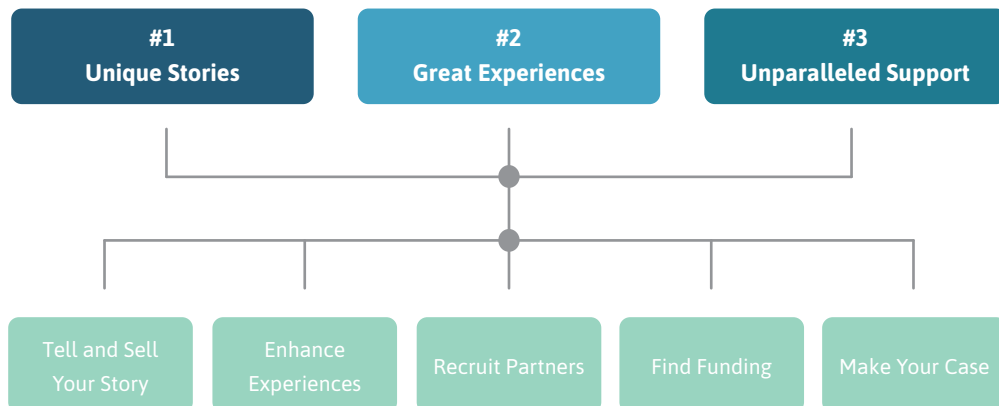 #1
Unique Stories
#2
Great Experiences
#3
Unparalleled Support
Tell and Sell
Your Story
Enhance
Experiences
Recruit Partners
Find Funding
Make Your Case